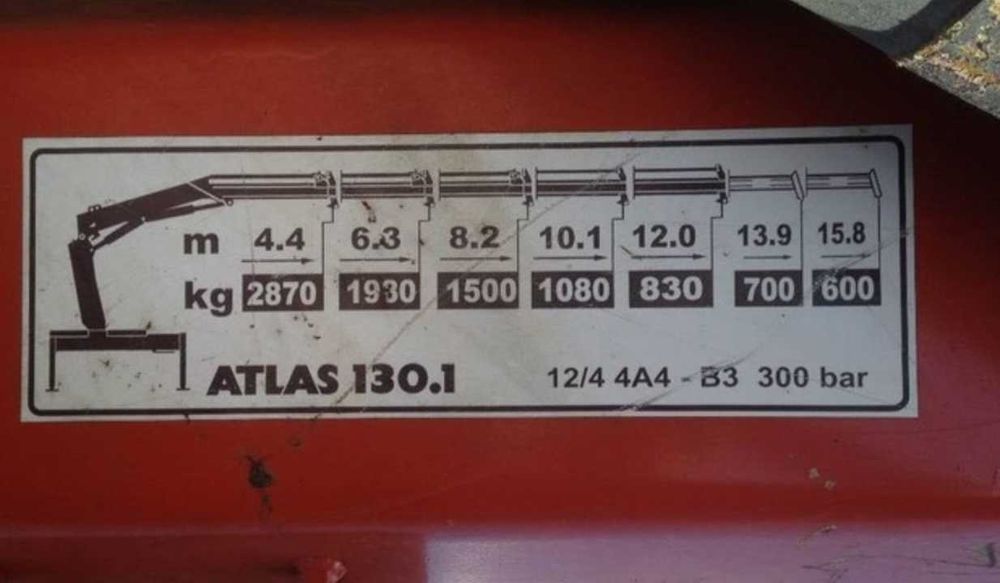 m 4.4 6.3 8.2 10.1 12.0 13.9 15.8
kg 2870 1930 1500 1080 830 700 600
ATLAS 130.1 12/4 4A4 - B3 300 bar